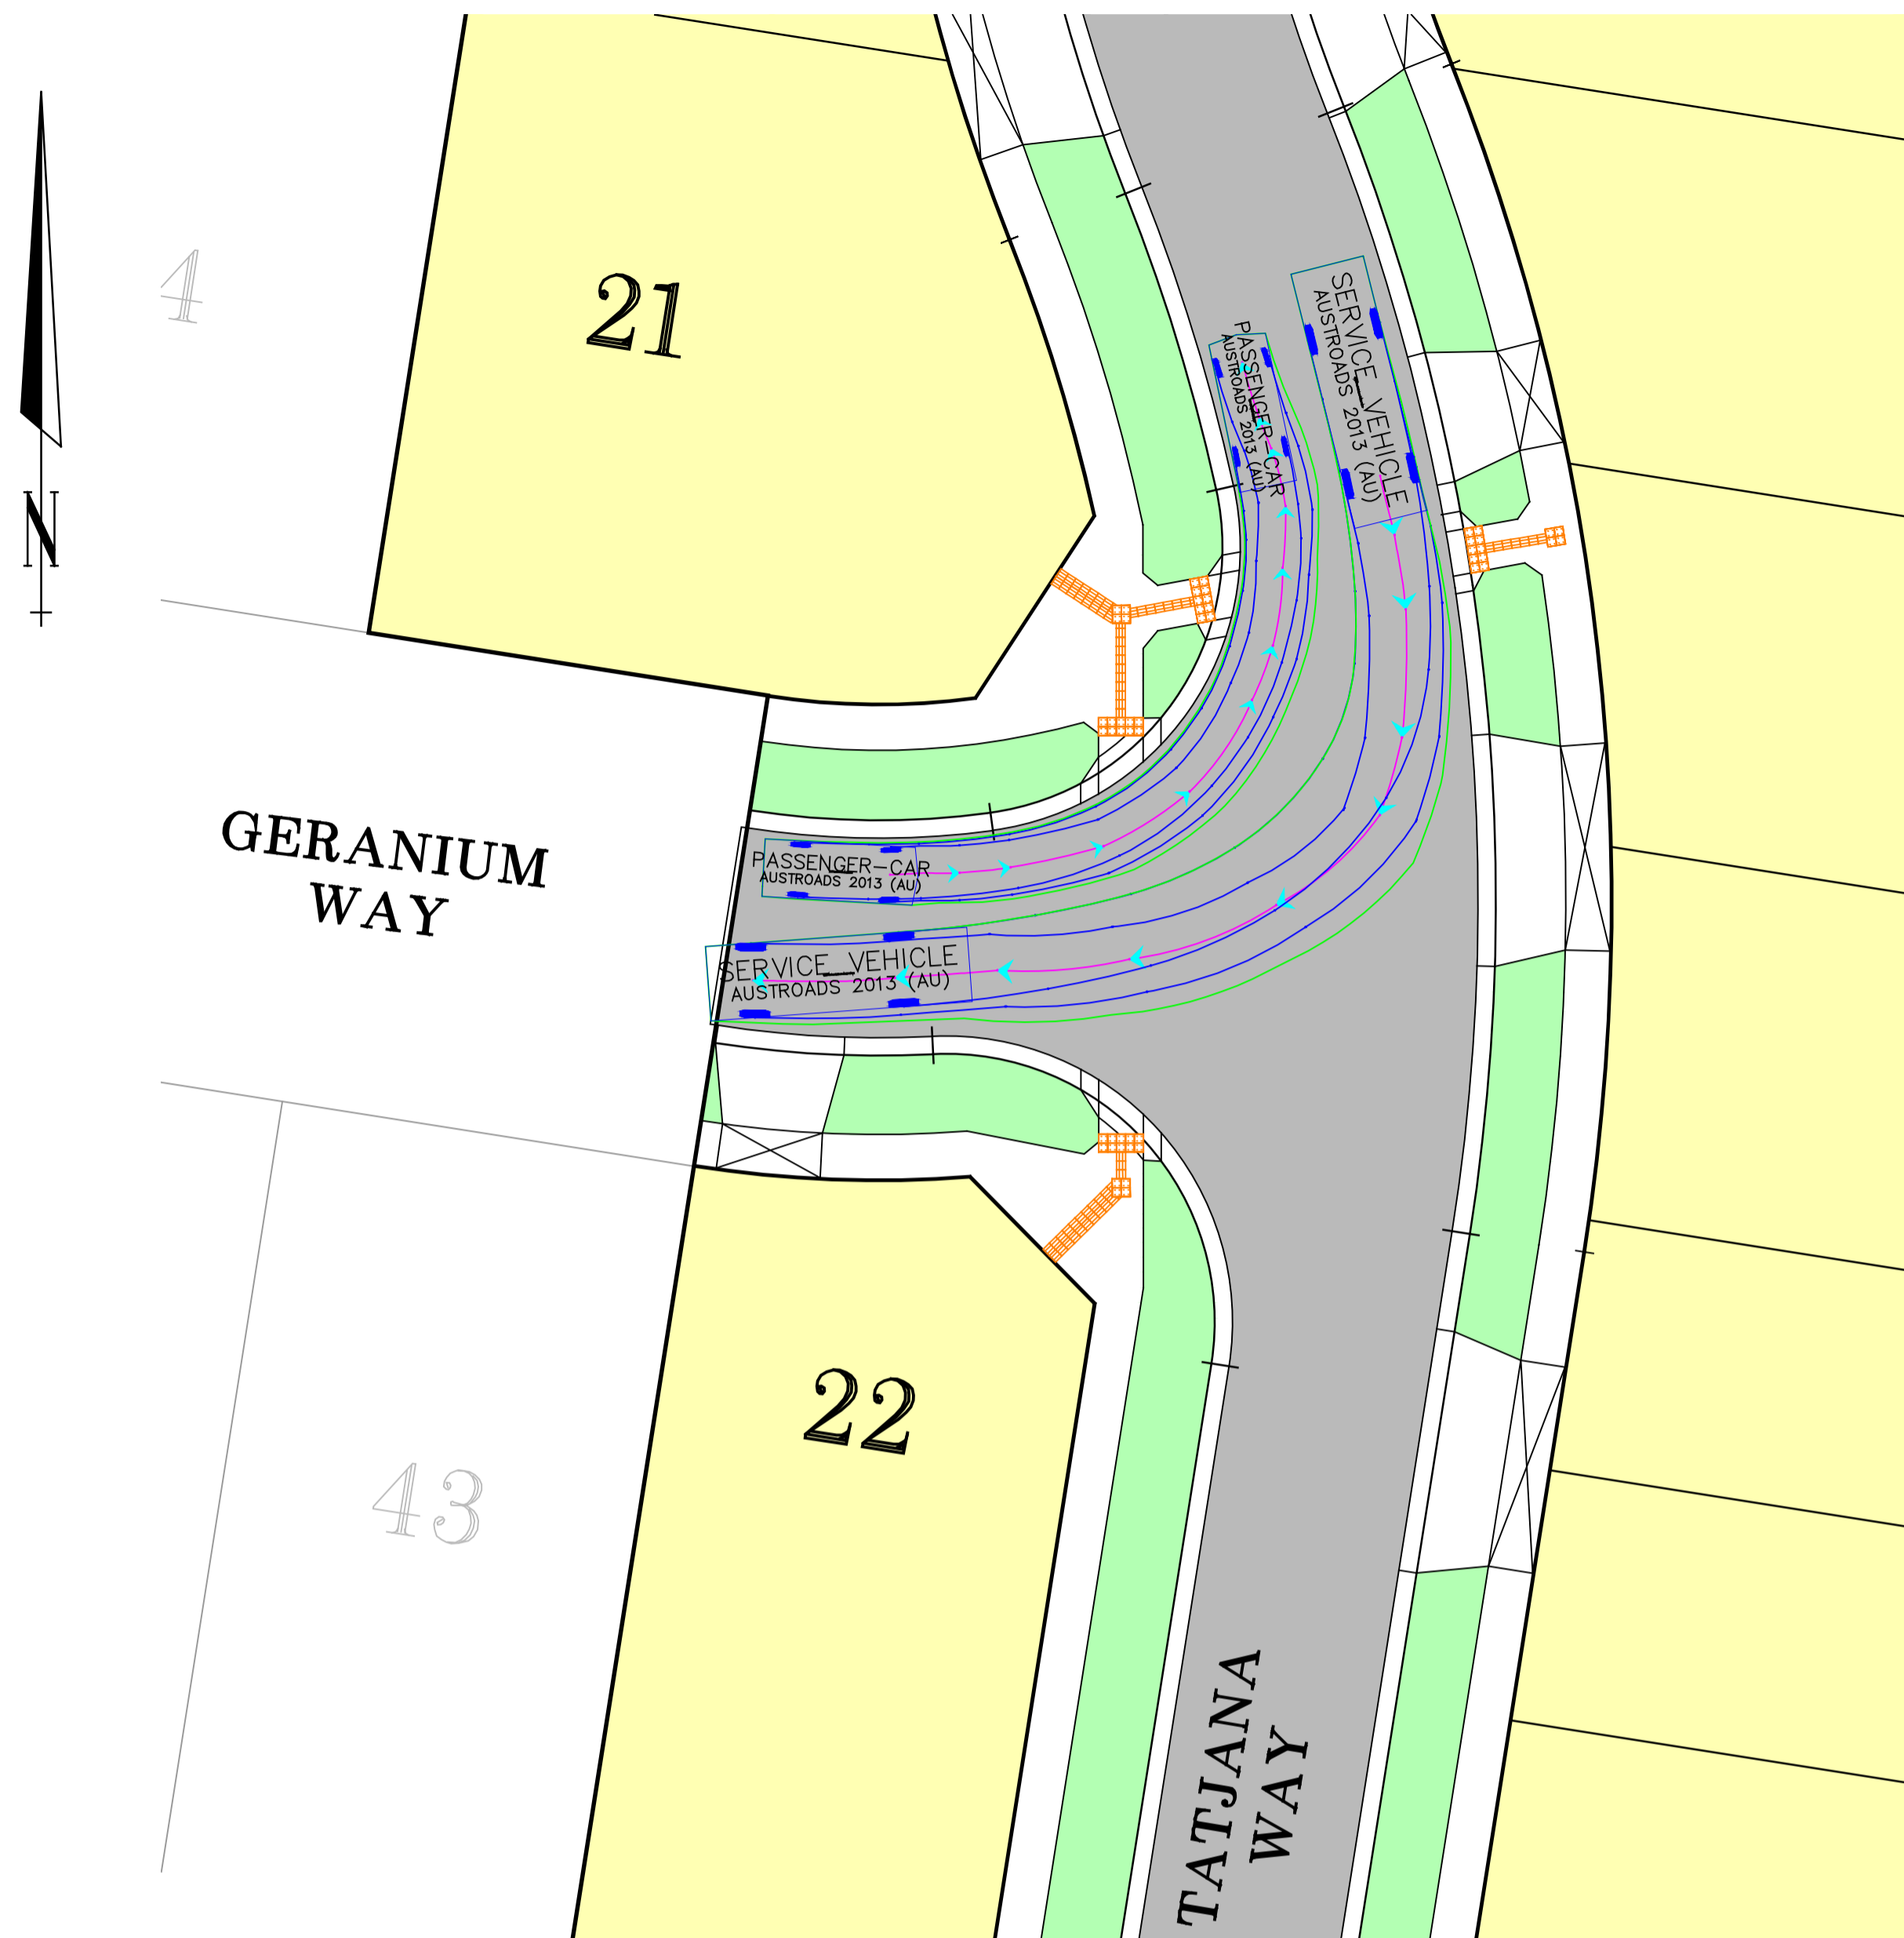 4
21
N
SERVICE_VEHICLE
AUSTROADS 2013 (AU)
PASSENGER-CAR
AUSTROADS 2013 (AU)
GERANIUM
WAY
PASSENGER-CAR
AUSTROADS 2013 (AU)
SERVICE_VEHICLE
AUSTROADS 2013 (AU)
22
43
TATJANA
WAY